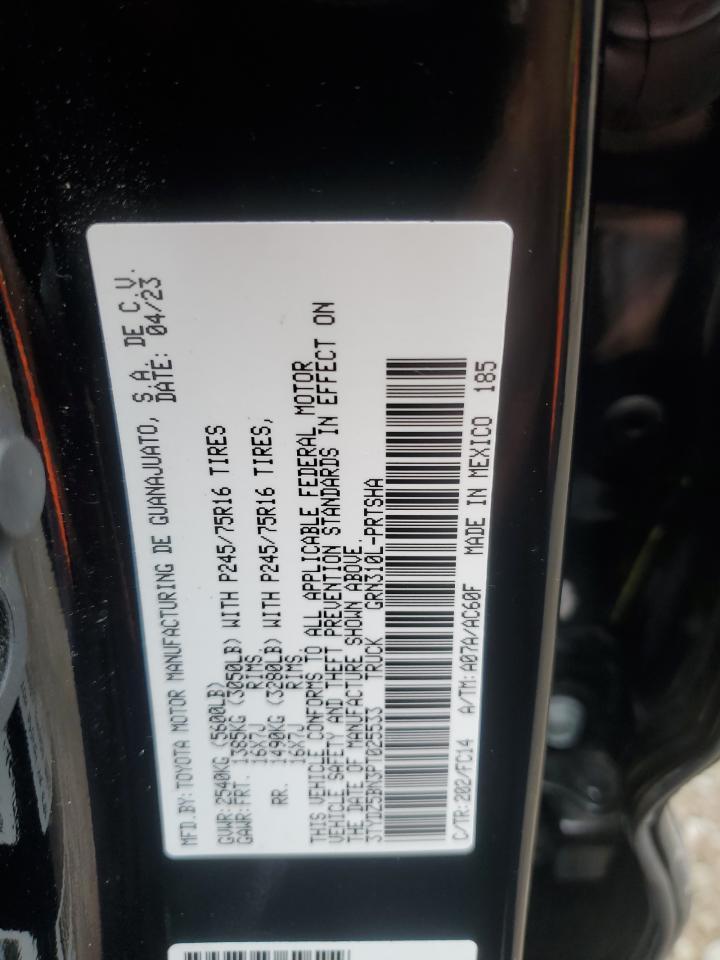 MFD.BY:TOYOTA MOTOR MANUFACTURING DE GUANAJUATO, S.A. DE C.V.
DATE: 04/23
GVWR:2540KG (5600LB)
GAWR:FRT. 1385KG (3050LB) WITH P245/75R16 TIRES
16X7J RIMS,
RR. 1490KG (3280LB) WITH P245/75R16 TIRES,
16X7J RIMS.
THIS VEHICLE CONFORMS TO ALL APPLICABLE FEDERAL MOTOR
VEHICLE SAFETY AND THEFT PREVENTION STANDARDS IN EFFECT ON
THE DATE OF MANUFACTURE SHOWN ABOVE.
3TYDZ5BN3PT025533 TRUCK GRN310L-PRTSHA
C/TR:202/FC14 A/TM:A07A/AC60F MADE IN MEXICO 185